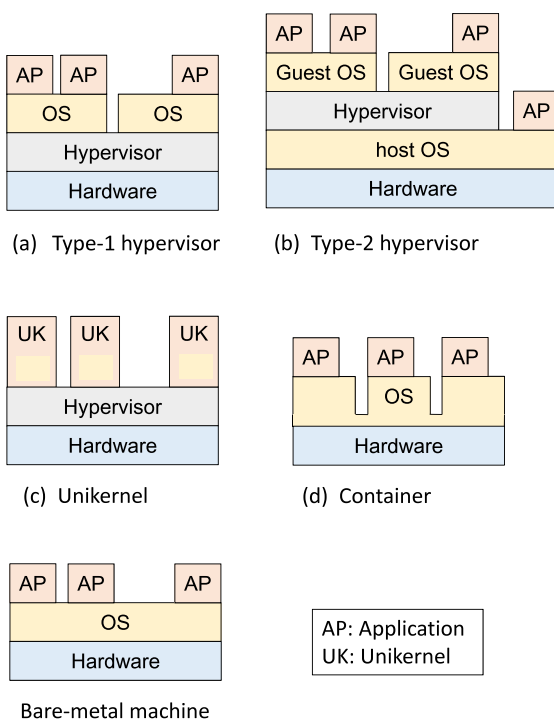 AP AP AP
OS OS
Hypervisor
Hardware
(a) Type-1 hypervisor
AP AP AP
Guest OS Guest OS
Hypervisor AP
host OS
Hardware
(b) Type-2 hypervisor
UK UK UK
Hypervisor
Hardware
(c) Unikernel
AP AP AP
OS
Hardware
(d) Container
AP AP AP
OS
Hardware
Bare-metal machine
AP: Application
UK: Unikernel